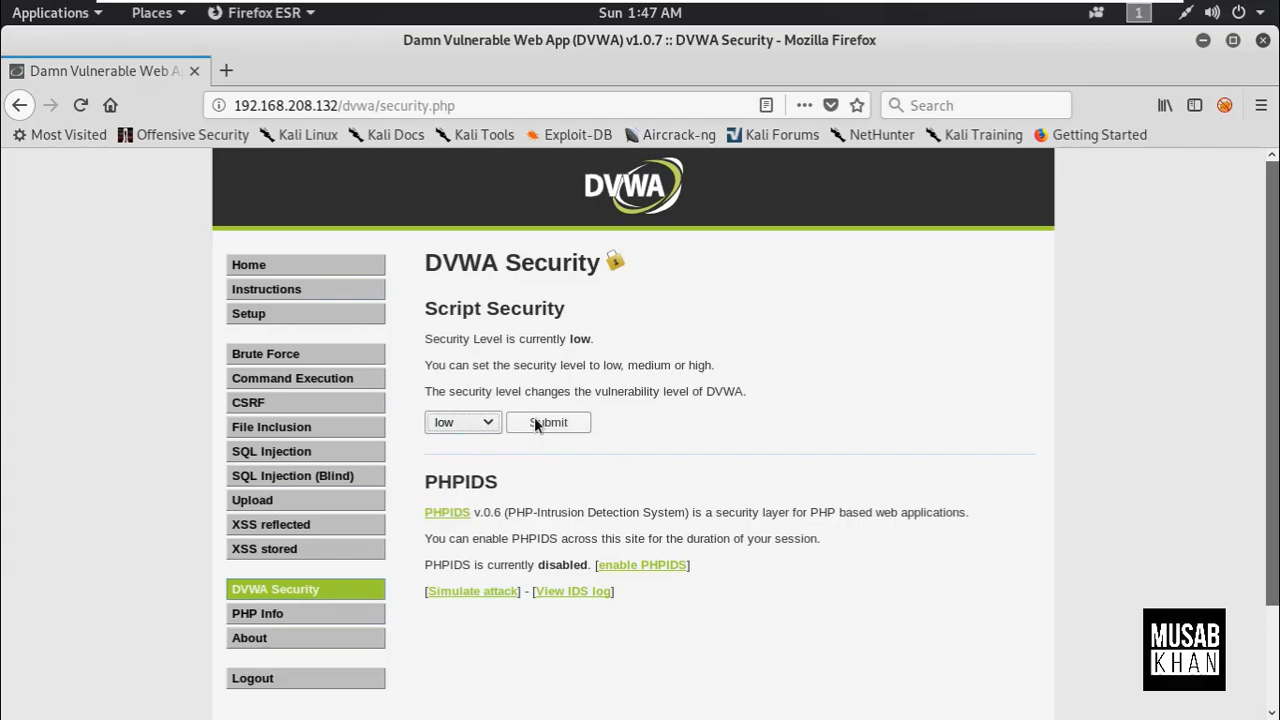 Applications Places Firefox ESR Sun 1:47 AM 1
Damn Vulnerable Web App (DVWA) v1.0.7 :: DVWA Security - Mozilla Firefox
Damn Vulnerable Web A
192.168.208.132/dvwa/security.php Search
Most Visited Offensive Security Kali Linux Kali Docs Kali Tools Exploit-DB Aircrack-ng Kali Forums NetHunter Kali Training Getting Started
DVWA
Home
Instructions
Setup
Brute Force
Command Execution
CSRF
File Inclusion
SQL Injection
SQL Injection (Blind)
Upload
XSS reflected
XSS stored
DVWA Security
PHP Info
About
Logout
DVWA Security
Script Security
Security Level is currently low.
You can set the security level to low, medium or high.
The security level changes the vulnerability level of DVWA.
low Submit
PHPIDS
PHPIDS v.0.6 (PHP-Intrusion Detection System) is a security layer for PHP based web applications.
You can enable PHPIDS across this site for the duration of your session.
PHPIDS is currently disabled. [enable PHPIDS]
[Simulate attack] - [View IDS log]
MUSAB
KHAN